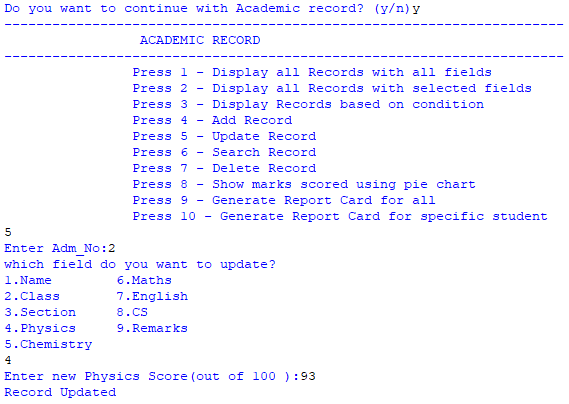 Do you want to continue with Academic record? (y/n)y
--------------------------------------------------------------------------
ACADEMIC RECORD
--------------------------------------------------------------------------
Press 1 - Display all Records with all fields
Press 2 - Display all Records with selected fields
Press 3 - Display Records based on condition
Press 4 - Add Record
Press 5 - Update Record
Press 6 - Search Record
Press 7 - Delete Record
Press 8 - Show marks scored using pie chart
Press 9 - Generate Report Card for all
Press 10 - Generate Report Card for specific student
5
Enter Adm_No:2
which field do you want to update?
1.Name 6.Maths
2.Class 7.English
3.Section 8.CS
4.Physics 9.Remarks
5.Chemistry
4
Enter new Physics Score(out of 100 ):93
Record Updated